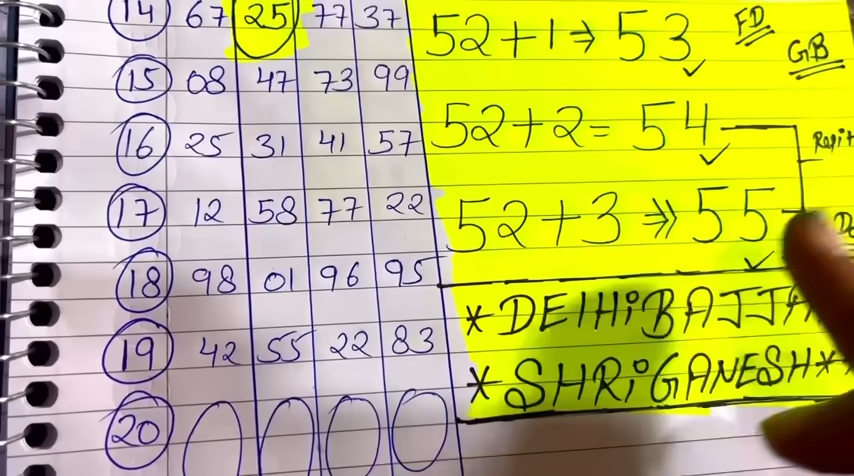 14 67 25 77 37
15 08 47 73 99
16 25 31 41 57
17 12 58 77 22
18 98 01 96 95
19 42 55 22 83
20
52+1⇒53 FD
GB
52+2=54
Repit
52+3⇒55
*DElHiBAJJA
*SHRiGANESH**